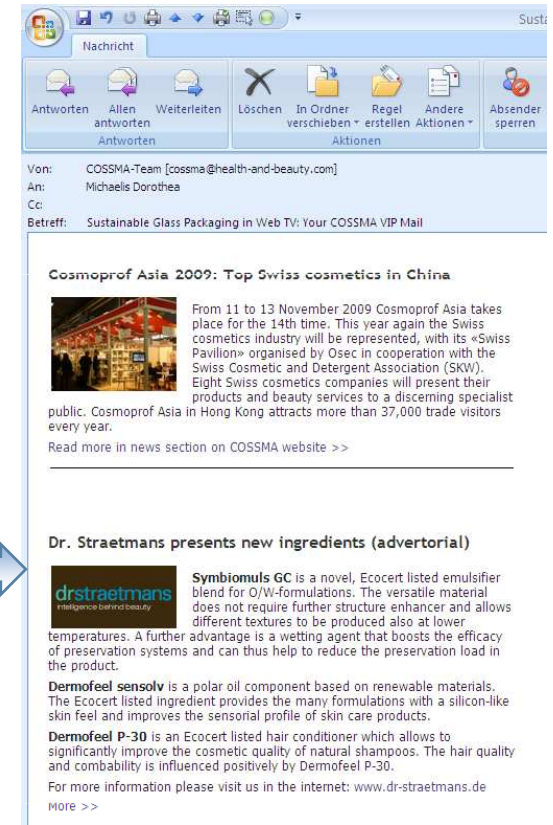 Susta
Nachricht
Antworten Allen antworten Weiterleiten Löschen In Ordner verschieben Regel erstellen Andere Aktionen Absender sperren
Antworten Aktionen
Von: COSSMA-Team [cossma@health-and-beauty.com]
An: Michaelis Dorothea
Cc:
Betreff: Sustainable Glass Packaging in Web TV: Your COSSMA VIP Mail
Cosmoprof Asia 2009: Top Swiss cosmetics in China
From 11 to 13 November 2009 Cosmoprof Asia takes
place for the 14th time. This year again the Swiss
cosmetics industry will be represented, with its «Swiss
Pavilion» organised by Osec in cooperation with the
Swiss Cosmetic and Detergent Association (SKW).
Eight Swiss cosmetics companies will present their
products and beauty services to a discerning specialist
public. Cosmoprof Asia in Hong Kong attracts more than 37,000 trade visitors
every year.
Read more in news section on COSSMA website >>
Dr. Straetmans presents new ingredients (advertorial)
drstraetmans
intelligence behind beauty
Symbiomuls GC is a novel, Ecocert listed emulsifier
blend for O/W-formulations. The versatile material
does not require further structure enhancer and allows
different textures to be produced also at lower
temperatures. A further advantage is a wetting agent that boosts the efficacy
of preservation systems and can thus help to reduce the preservation load in
the product.
Dermofeel sensolv is a polar oil component based on renewable materials.
The Ecocert listed ingredient provides the many formulations with a silicon-like
skin feel and improves the sensorial profile of skin care products.
Dermofeel P-30 is an Ecocert listed hair conditioner which allows to
significantly improve the cosmetic quality of natural shampoos. The hair quality
and combability is influenced positively by Dermofeel P-30.
For more information please visit us in the internet: www.dr-straetmans.de
More >>